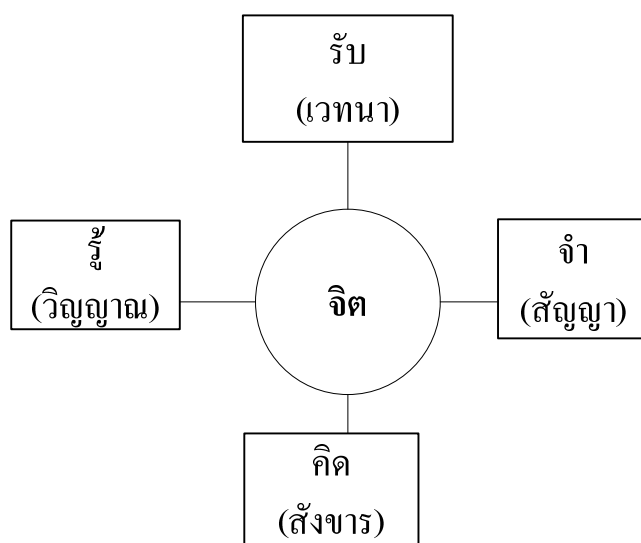 รับ
(เวทนา)
รู้
(วิญญาณ)
จิต
จำ
(สัญญา)
คิด
(สังขาร)